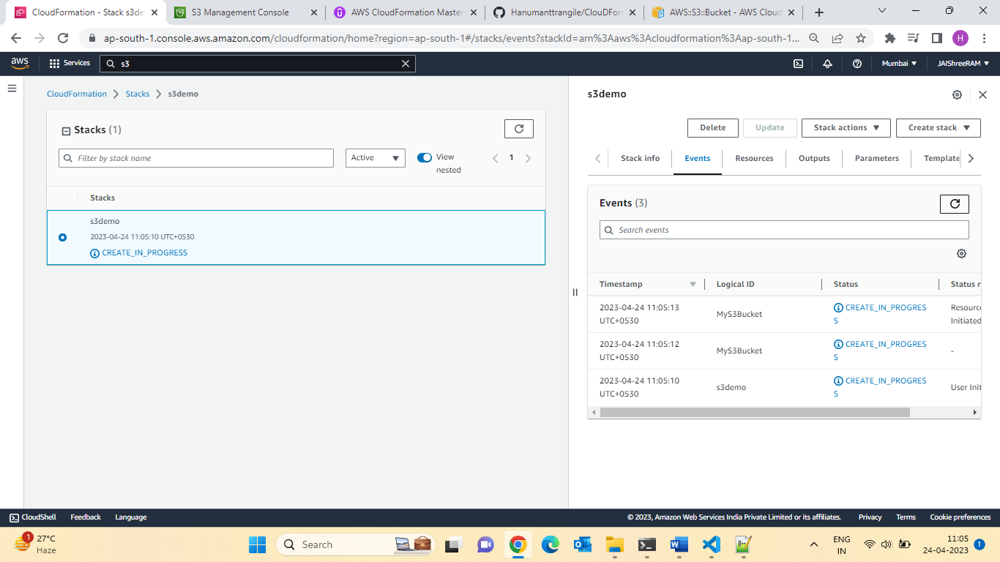 CloudFormation - Stack s3de
S3 Management Console
AWS CloudFormation Master
Hanumanttrangile/CIouDFor
AWS::S3::Bucket - AWS Cloud
ap-south-1.console.aws.amazon.com/cloudformation/home?region=ap-south-1#/stacks/events?stackId=arn%3Aaws%3Acloudformation%3Aap-south-1...
H
aws
Services
s3
Mumbai
JAIShreeRAM
CloudFormation
Stacks
s3demo
Stacks (1)
Filter by stack name
Active
View
nested
1
Stacks
s3demo
2023-04-24 11:05:10 UTC+0530
CREATE_IN_PROGRESS
s3demo
Delete
Update
Stack actions
Create stack
Stack info
Events
Resources
Outputs
Parameters
Template
Events (3)
Search events
Timestamp
Logical ID
Status
Status r
2023-04-24 11:05:13
UTC+0530
MyS3Bucket
CREATE_IN_PROGRES
S
Resource
Initiated
2023-04-24 11:05:12
UTC+0530
MyS3Bucket
CREATE_IN_PROGRES
S
-
2023-04-24 11:05:10
UTC+0530
s3demo
CREATE_IN_PROGRES
S
User Init
CloudShell
Feedback
Language
© 2023, Amazon Web Services India Private Limited or its affiliates.
Privacy
Terms
Cookie preferences
1
27°C
Haze
Search
ENG
IN
11:05
24-04-2023
1